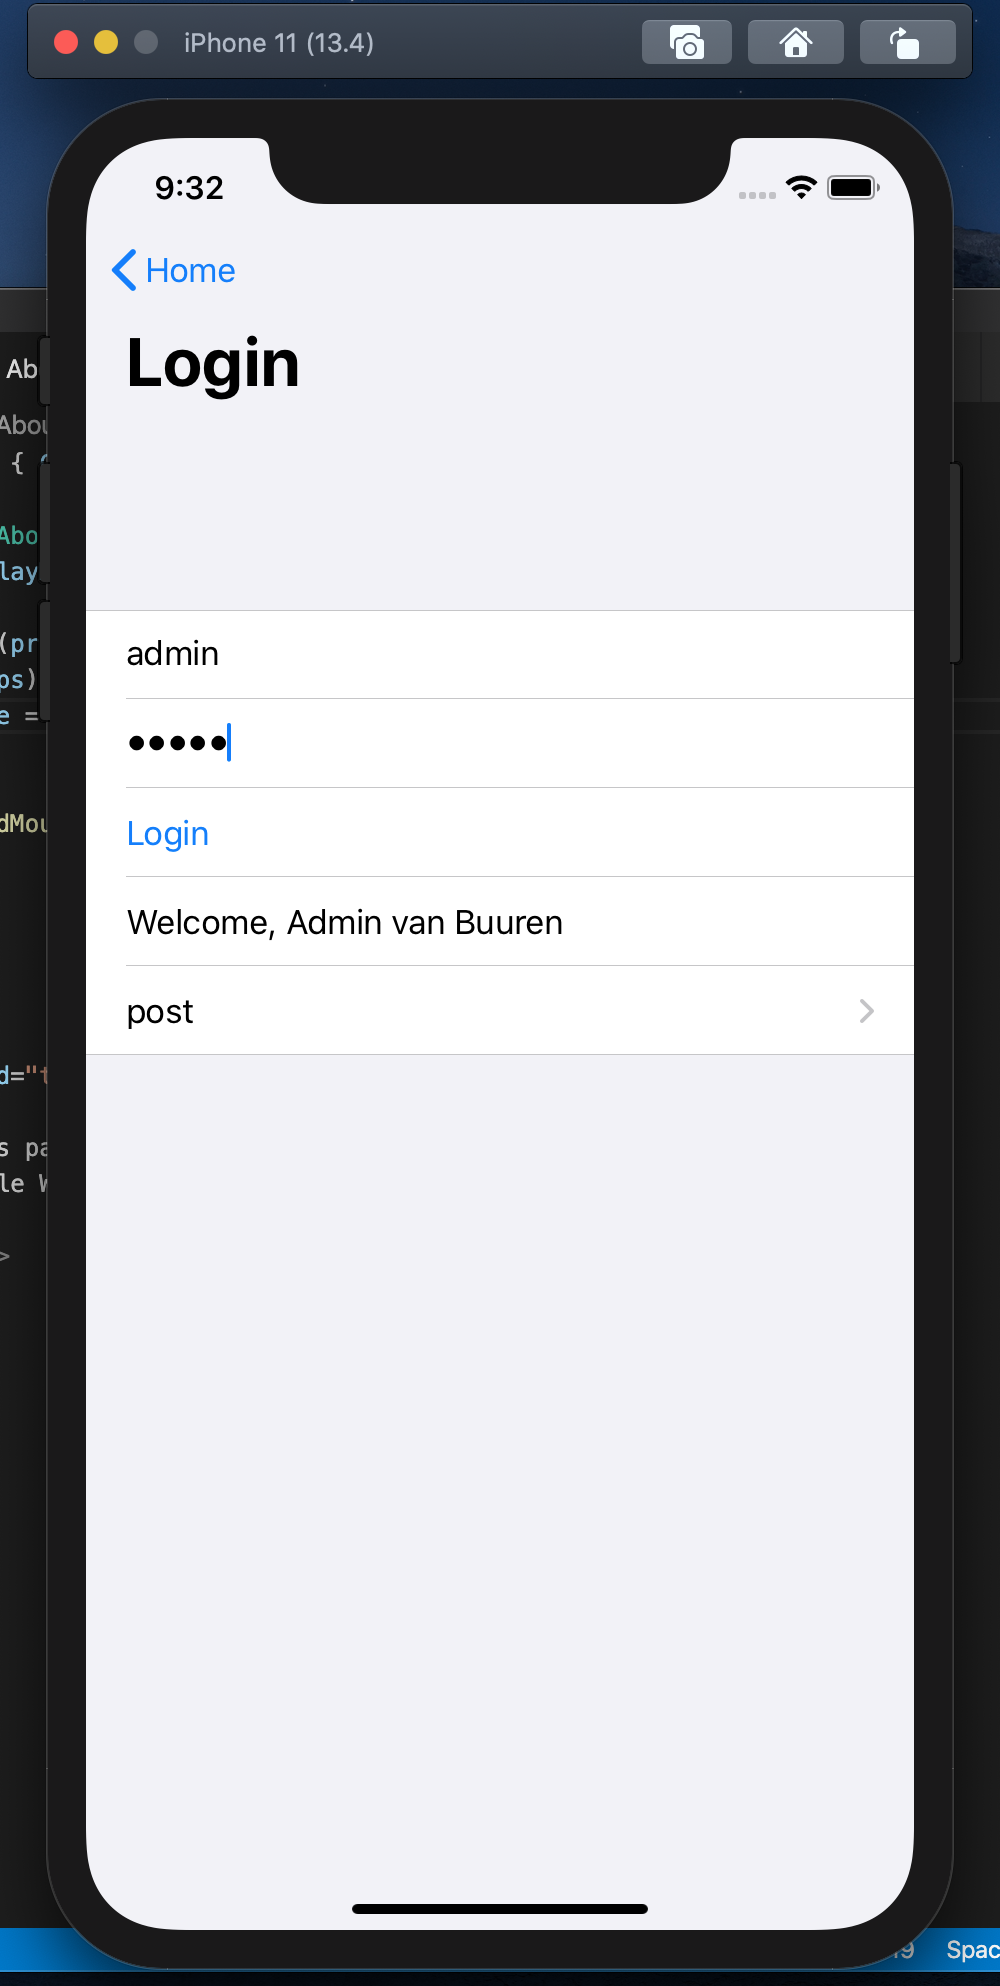 iPhone 11 (13.4)
9:32
Home
Login
admin
Login
Welcome, Admin van Buuren
post
Ab
Abou
{
Abo
lay
(pr
ps)
e =
dMou
d="t
s pa
le W
>
19
Spac